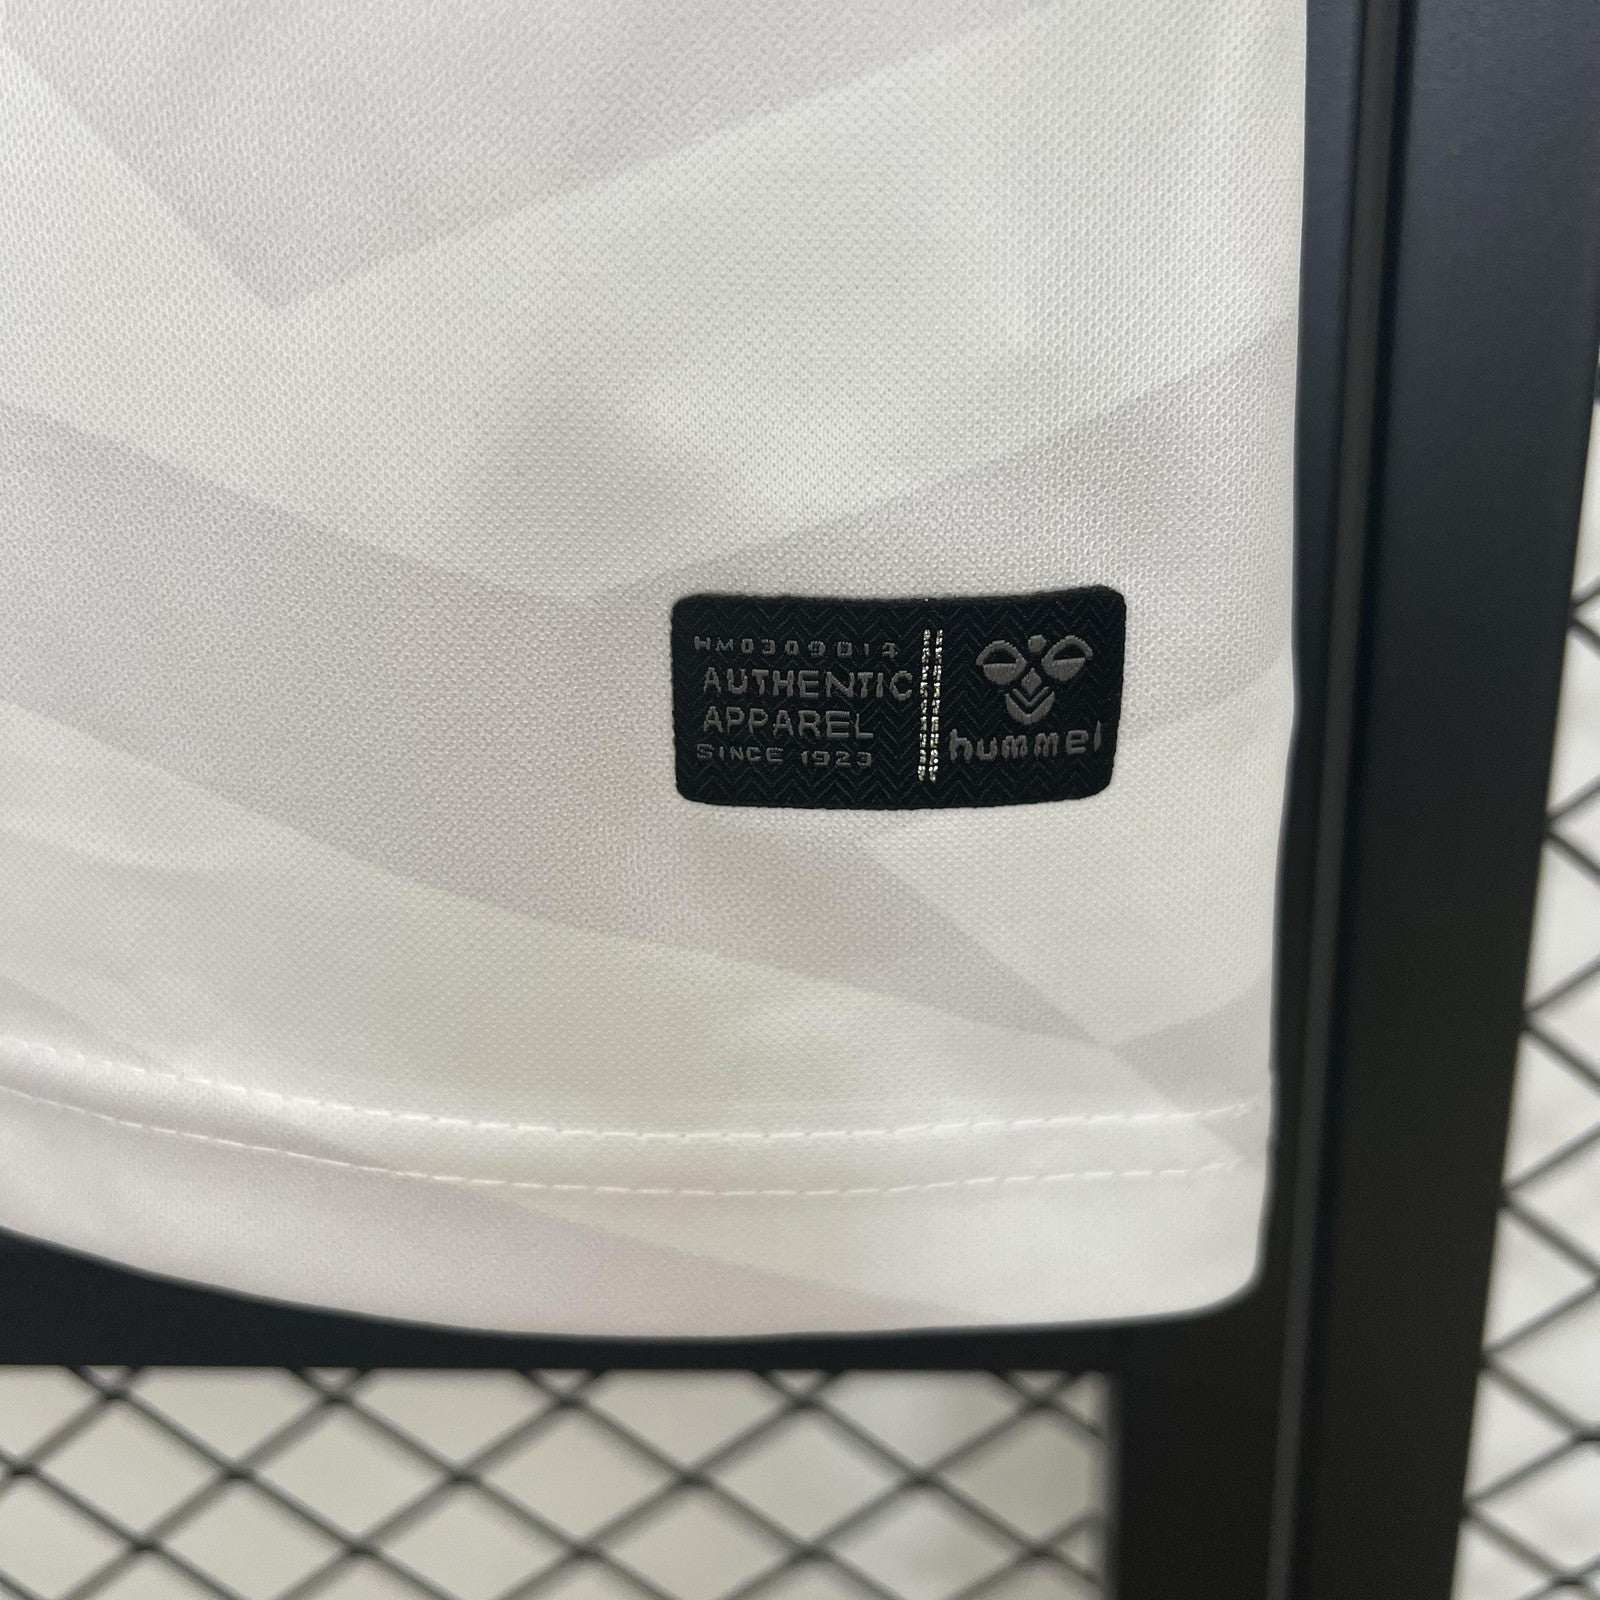 HM0309014
AUTHENTIC
APPAREL
SINCE 1923
hummel